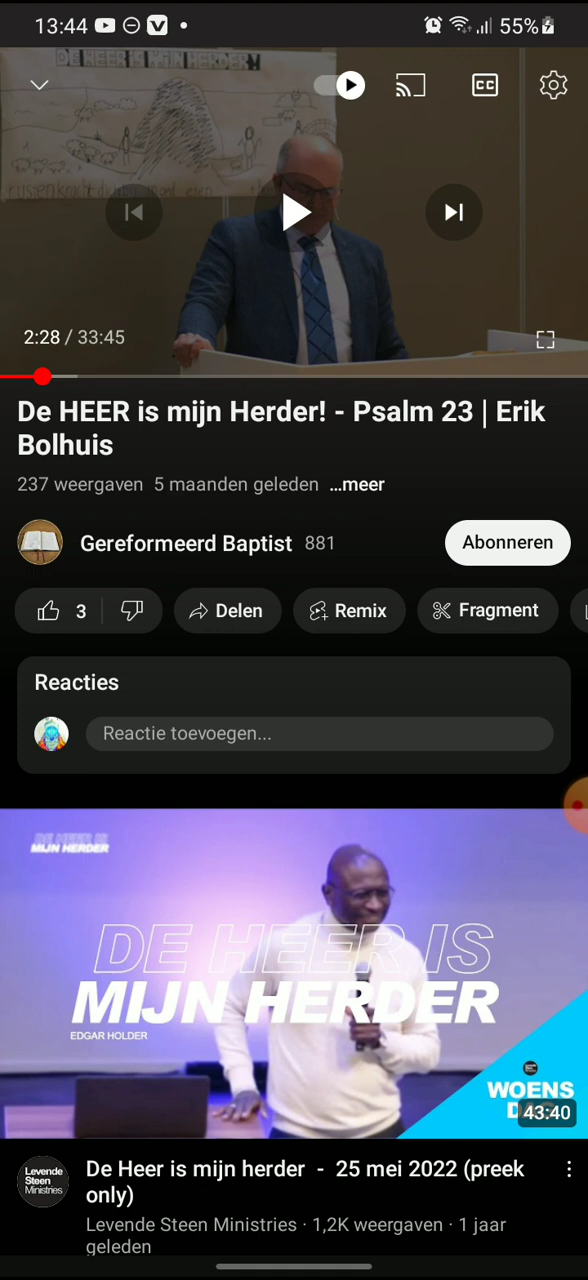 13:44
55%
DE HEER IS MIJN HERDER!
2:28 / 33:45
De HEER is mijn Herder! - Psalm 23 | Erik
Bolhuis
237 weergaven 5 maanden geleden ...meer
Gereformeerd Baptist 881
Abonneren
3
Delen
Remix
Fragment
Reacties
Reactie toevoegen...
DE HEER IS
MIJN HERDER
DE HEER IS
MIJN HERDER
EDGAR HOLDER
WOENS
43:40
Levende
Steen
Ministries
De Heer is mijn herder - 25 mei 2022 (preek
only)
Levende Steen Ministries · 1,2K weergaven · 1 jaar
geleden